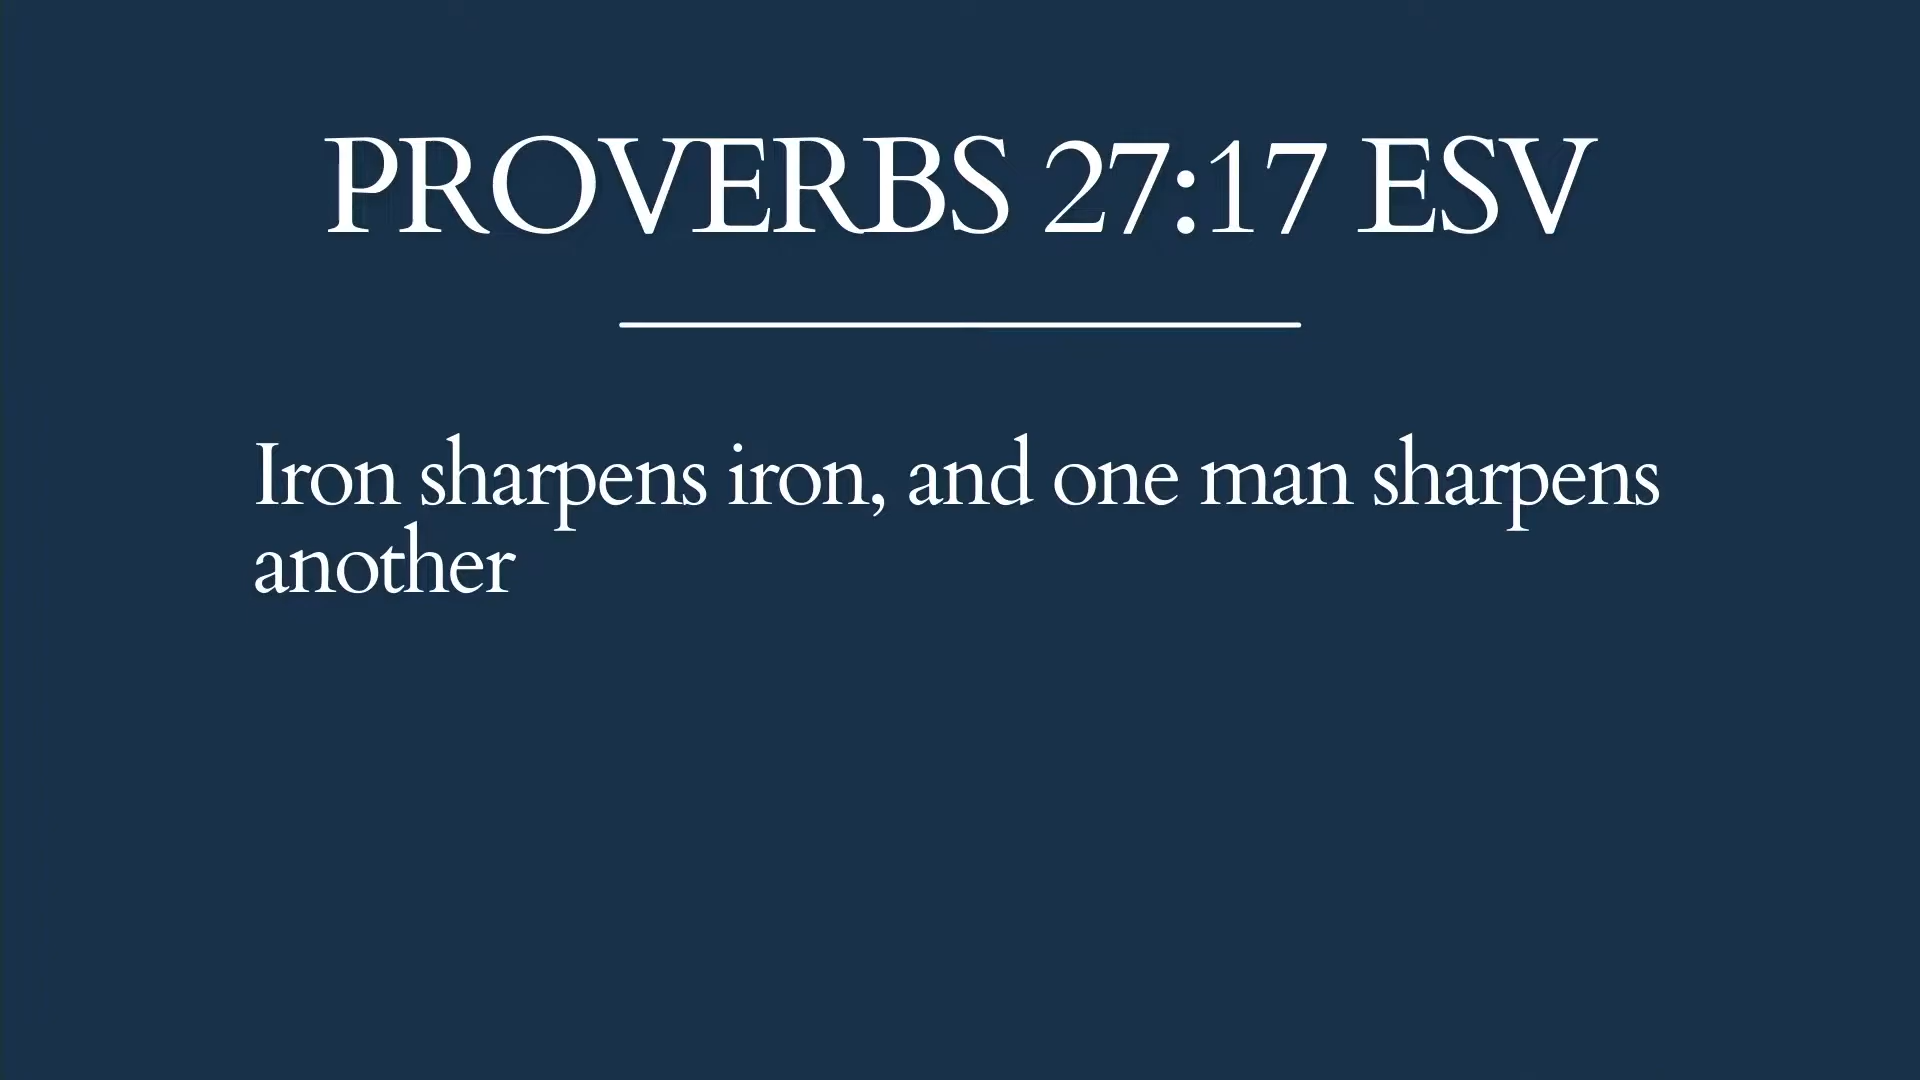 PROVERBS 27:17 ESV
Iron sharpens iron, and one man sharpens
another